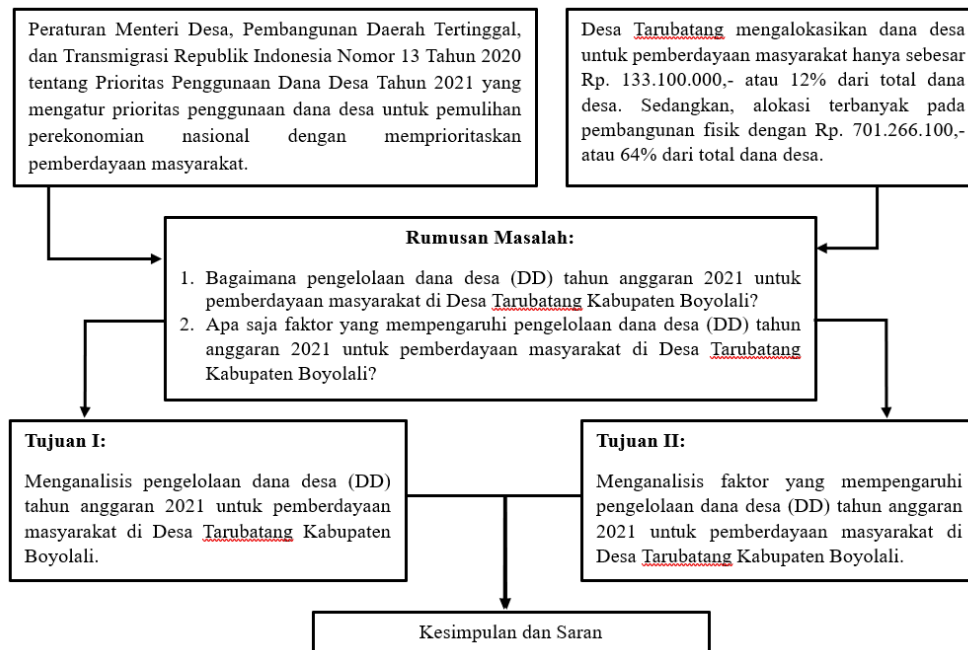 Peraturan Menteri Desa, Pembangunan Daerah Tertinggal,
dan Transmigrasi Republik Indonesia Nomor 13 Tahun 2020
tentang Prioritas Penggunaan Dana Desa Tahun 2021 yang
mengatur prioritas penggunaan dana desa untuk pemulihan
perekonomian nasional dengan memprioritaskan
pemberdayaan masyarakat.
Desa Tarubatang mengalokasikan dana desa
untuk pemberdayaan masyarakat hanya sebesar
Rp. 133.100.000,- atau 12% dari total dana
desa. Sedangkan, alokasi terbanyak pada
pembangunan fisik dengan Rp. 701.266.100,-
atau 64% dari total dana desa.
Rumusan Masalah:
1. Bagaimana pengelolaan dana desa (DD) tahun anggaran 2021 untuk
pemberdayaan masyarakat di Desa Tarubatang Kabupaten Boyolali?
2. Apa saja faktor yang mempengaruhi pengelolaan dana desa (DD) tahun
anggaran 2021 untuk pemberdayaan masyarakat di Desa Tarubatang
Kabupaten Boyolali?
Tujuan I:
Menganalisis pengelolaan dana desa (DD)
tahun anggaran 2021 untuk pemberdayaan
masyarakat di Desa Tarubatang Kabupaten
Boyolali.
Tujuan II:
Menganalisis faktor yang mempengaruhi
pengelolaan dana desa (DD) tahun anggaran
2021 untuk pemberdayaan masyarakat di
Desa Tarubatang Kabupaten Boyolali.
Kesimpulan dan Saran